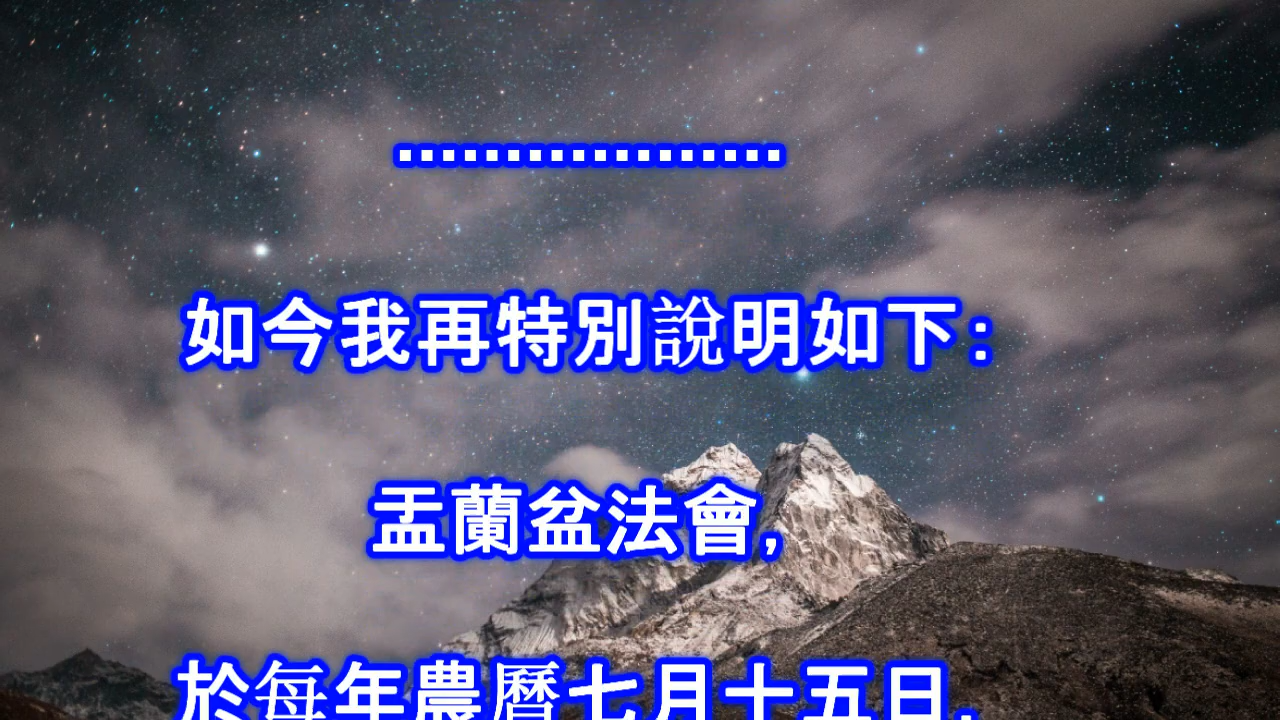 ..................
如今我再特別說明如下:
盂蘭盆法會,
於每年農曆七月十五日,